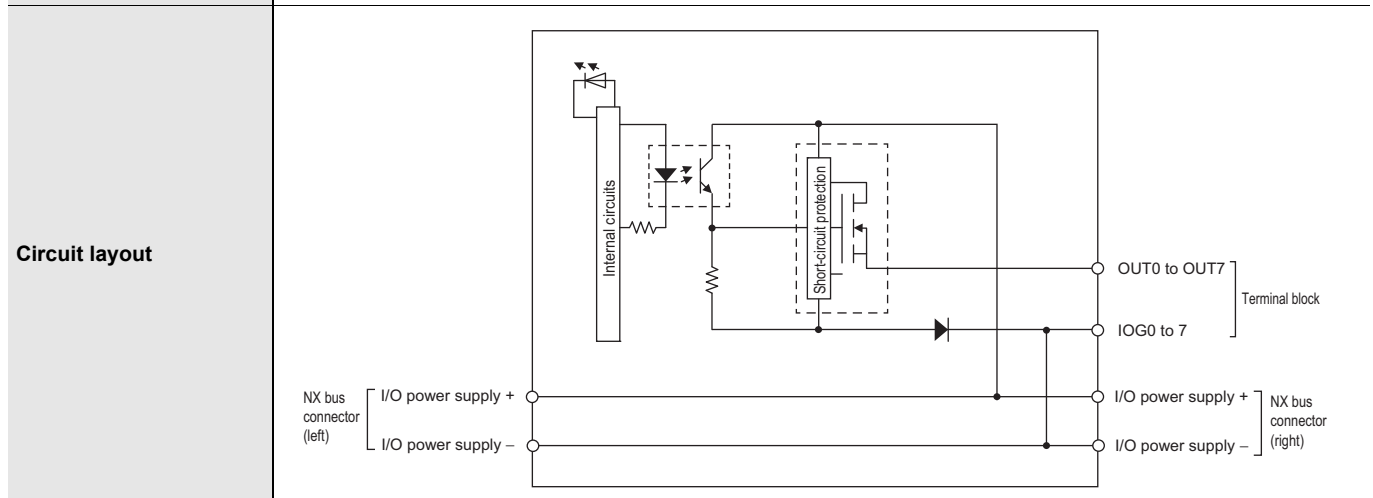 Circuit layout
Internal circuits
Short-circuit protection
OUT0 to OUT7
IOG0 to 7
Terminal block
NX bus
connector
(left)
I/O power supply +
I/O power supply –
I/O power supply +
I/O power supply –
NX bus
connector
(right)